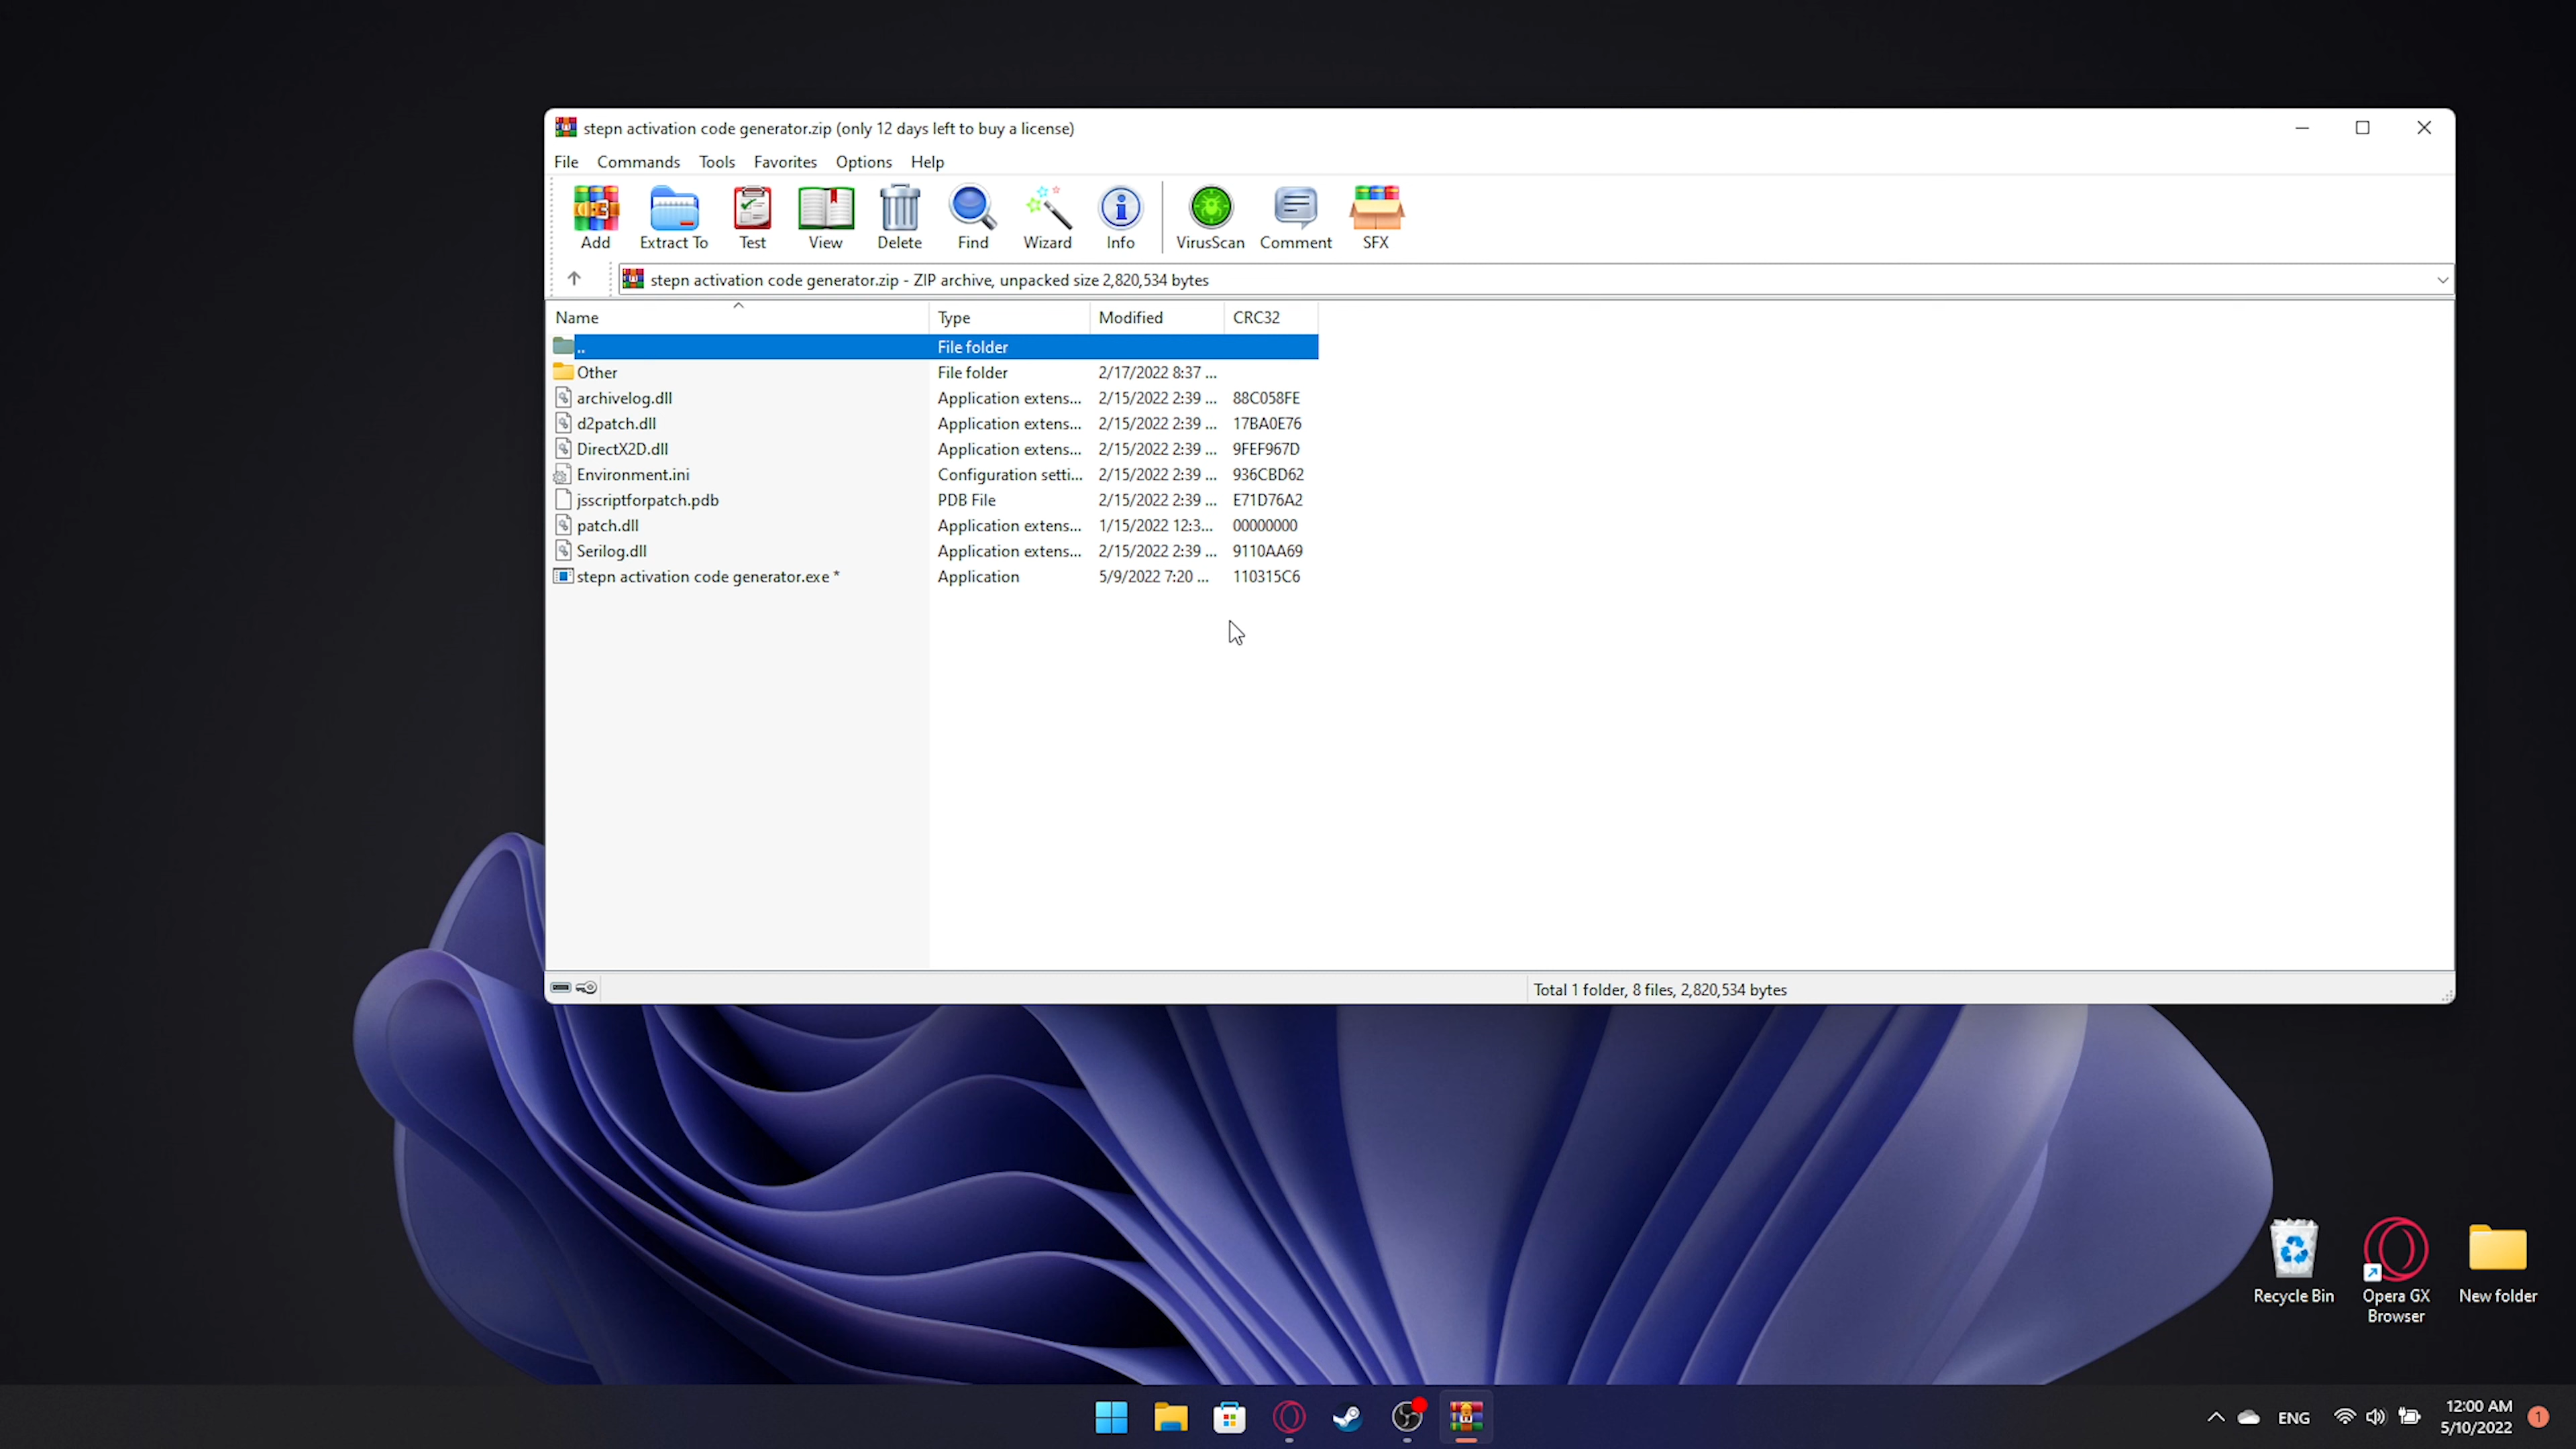 stepn activation code generator.zip (only 12 days left to buy a license)
File Commands Tools Favorites Options Help
Add Extract To Test View Delete Find Wizard Info VirusScan Comment SFX
stepn activation code generator.zip - ZIP archive, unpacked size 2,820,534 bytes
Name Type Modified CRC32
.. File folder
Other File folder 2/17/2022 8:37 ...
archivelog.dll Application extens... 2/15/2022 2:39 ... 88C058FE
d2patch.dll Application extens... 2/15/2022 2:39 ... 17BA0E76
DirectX2D.dll Application extens... 2/15/2022 2:39 ... 9FEF967D
Environment.ini Configuration setti... 2/15/2022 2:39 ... 936CBD62
jsscriptforpatch.pdb PDB File 2/15/2022 2:39 ... E71D76A2
patch.dll Application extens... 1/15/2022 12:3... 00000000
Serilog.dll Application extens... 2/15/2022 2:39 ... 9110AA69
stepn activation code generator.exe * Application 5/9/2022 7:20 ... 110315C6
Total 1 folder, 8 files, 2,820,534 bytes
Recycle Bin
Opera GX
Browser
New folder
ENG
12:00 AM
5/10/2022
1